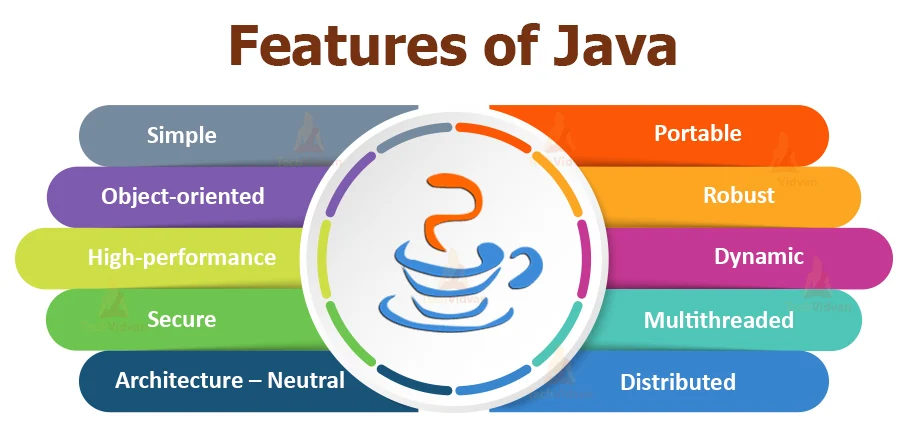 Features of Java
Simple
Object-oriented
High-performance
Secure
Architecture – Neutral
Portable
Robust
Dynamic
Multithreaded
Distributed